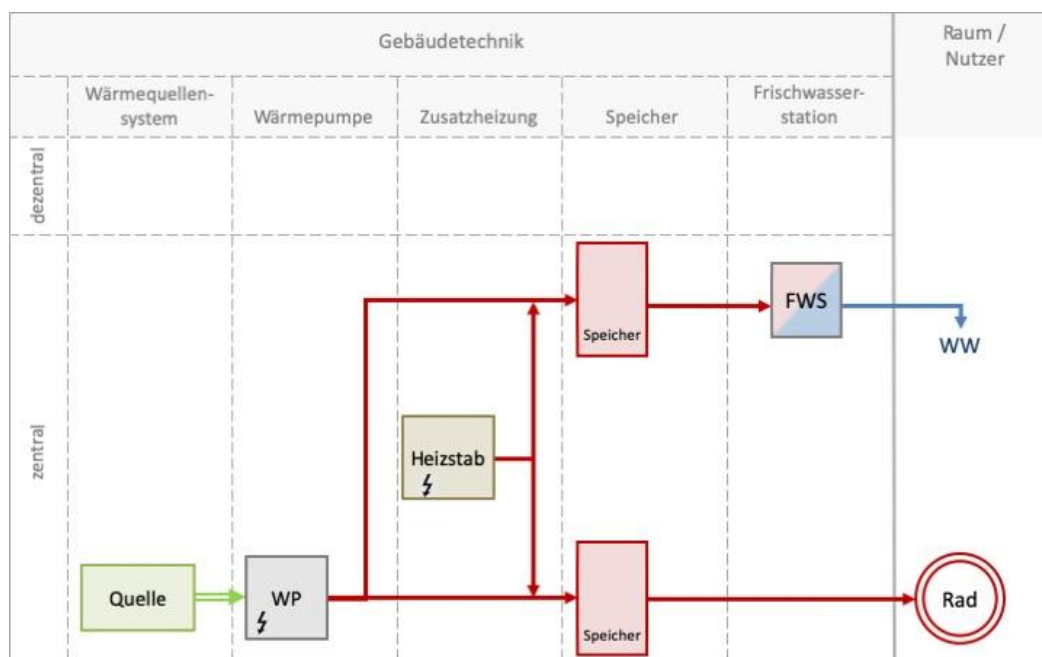 Gebäudetechnik
Raum /
Nutzer
Wärmequellen-
system
Wärmepumpe
Zusatzheizung
Speicher
Frischwasser-
station
dezentral
zentral
Speicher
FWS
WW
Heizstab
Quelle
WP
Speicher
Rad